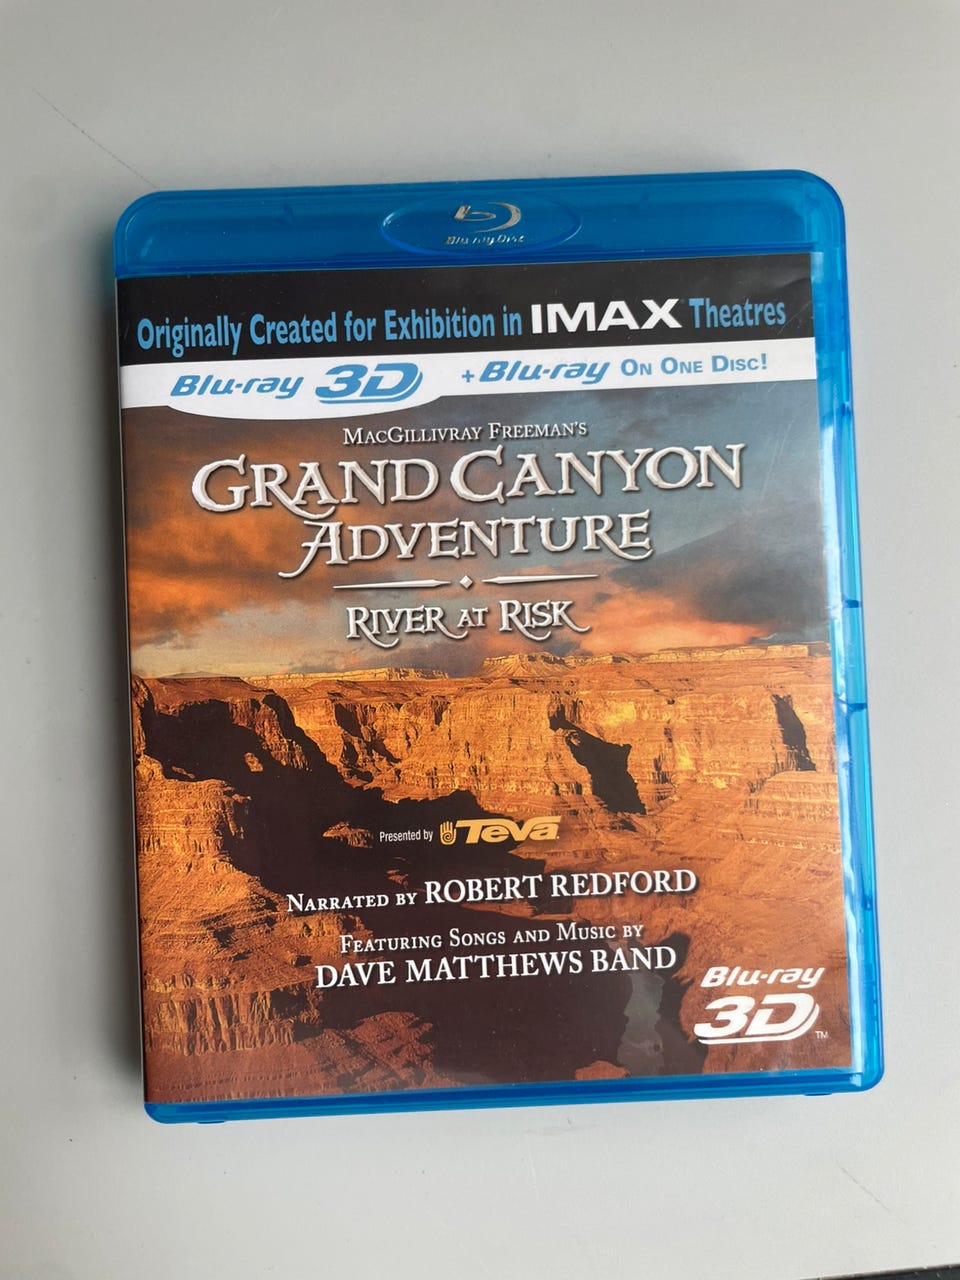 Blu-ray Disc
Originally Created for Exhibition in IMAX Theatres
Blu-ray 3D + Blu-ray On One Disc!
MacGillivray Freeman's
Grand Canyon
Adventure
River at Risk
Presented by Teva
Narrated by ROBERT REDFORD
Featuring Songs and Music by
DAVE MATTHEWS BAND
Blu-ray
3D™